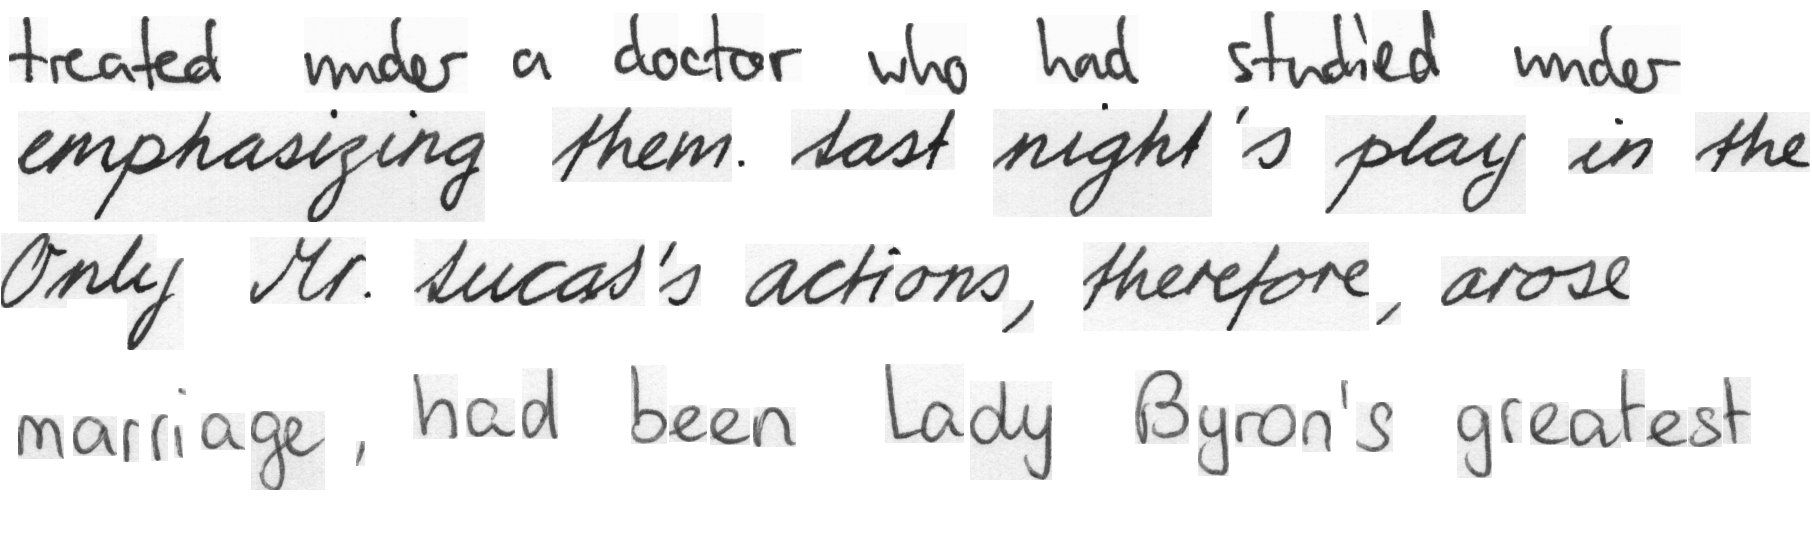 treated under a doctor who had studied under
emphasizing them. Last night's play in the
Only Mr. Lucas's actions, therefore, arose
marriage, had been Lady Byron's greatest